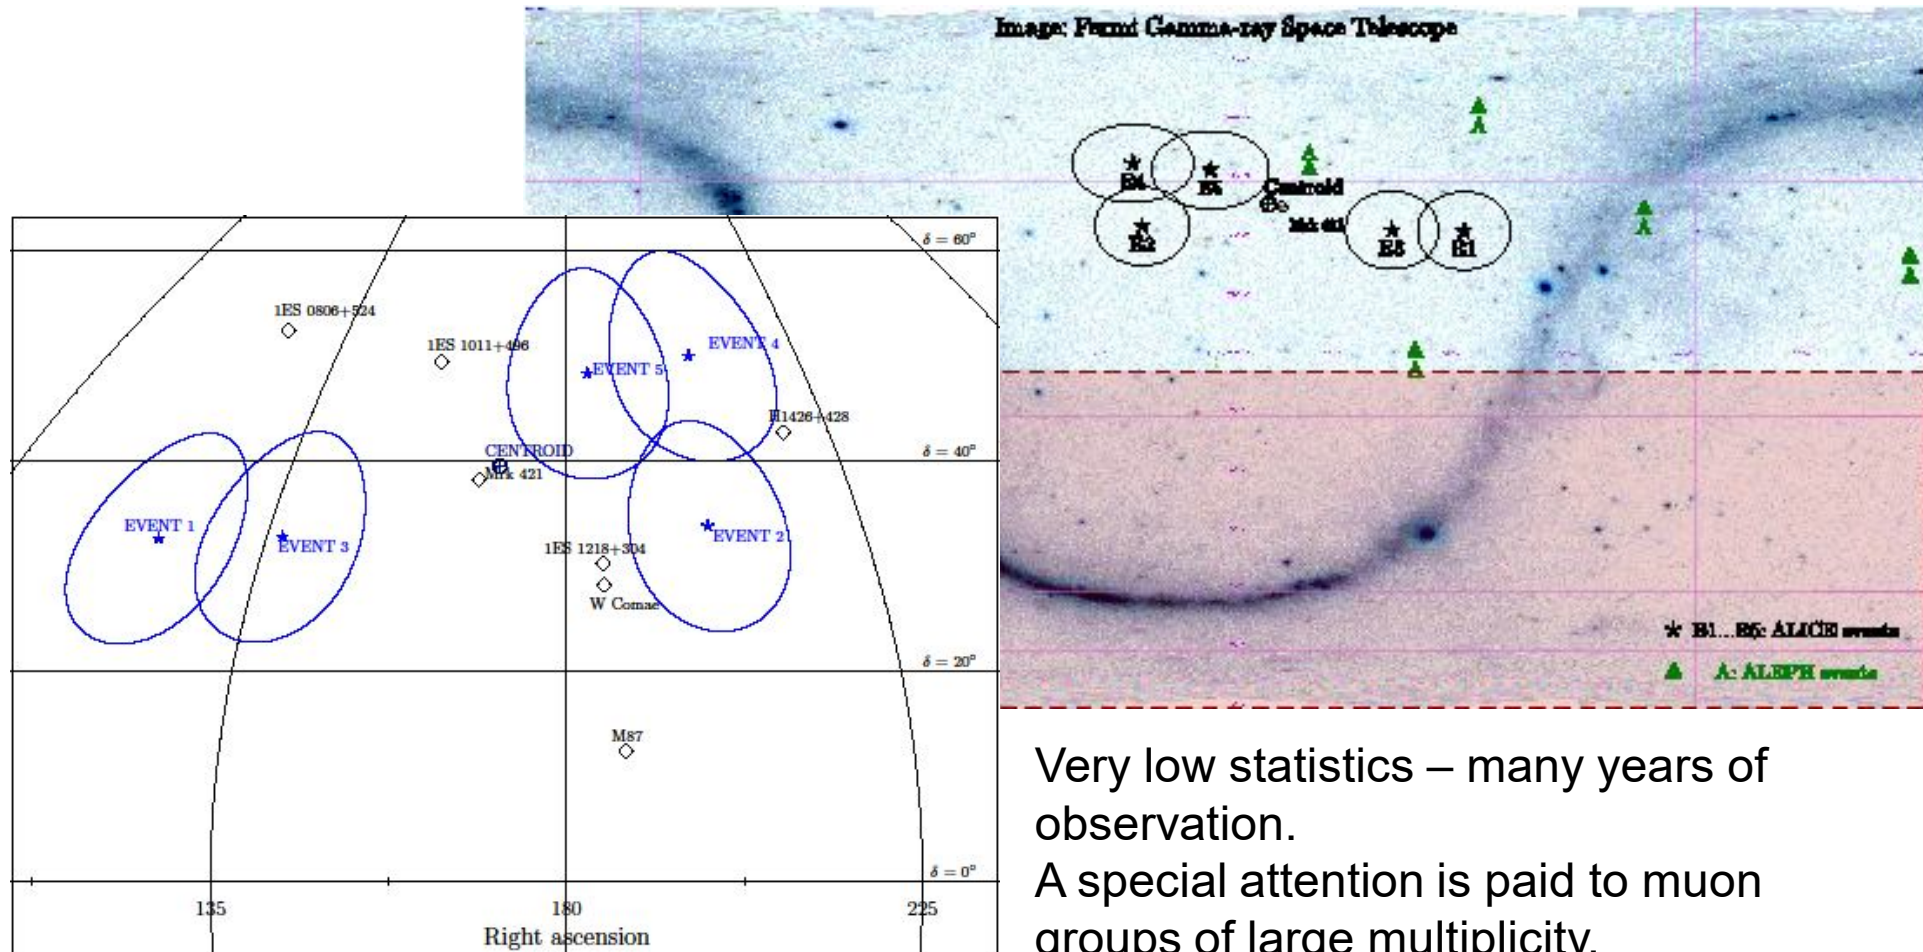 Image: Fermi Gamma-ray Space Telescope
E4
E5
Centroid
Mrk 421
E2
E3
E1
A
A
A
A
A
E1...E5: ALICE events
A: ALEPH events
δ = 60°
1ES 0806+524
1ES 1011+496
EVENT 4
EVENT 5
H1426+428
CENTROID
δ = 40°
Mrk 421
EVENT 1
EVENT 3
EVENT 2
1ES 1218+304
W Comae
δ = 20°
M87
δ = 0°
135
180
225
Right ascension
Very low statistics – many years of
observation.
A special attention is paid to muon
groups of large multiplicity.